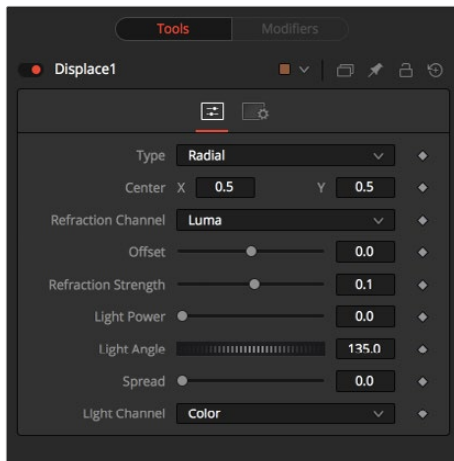 Tools Modifiers
Displace1
Type Radial
Center X 0.5 Y 0.5
Refraction Channel Luma
Offset 0.0
Refraction Strength 0.1
Light Power 0.0
Light Angle 135.0
Spread 0.0
Light Channel Color